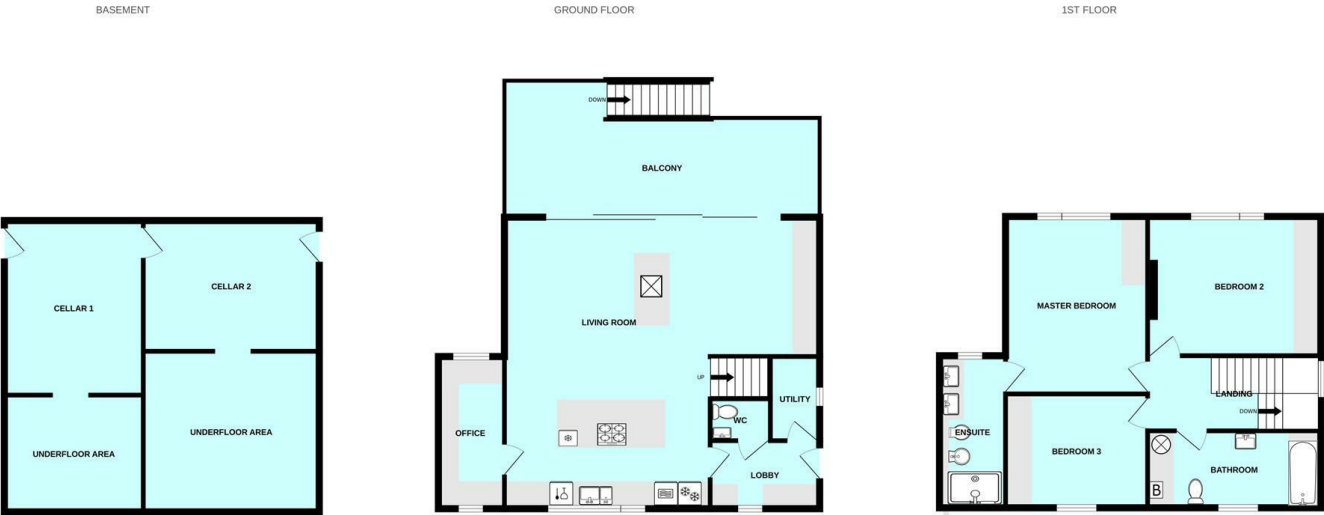 BASEMENT
GROUND FLOOR
1ST FLOOR
CELLAR 1
CELLAR 2
UNDERFLOOR AREA
UNDERFLOOR AREA
DOWN
BALCONY
LIVING ROOM
UP
UTILITY
WC
OFFICE
LOBBY
MASTER BEDROOM
BEDROOM 2
LANDING
DOWN
ENSUITE
BEDROOM 3
BATHROOM
B